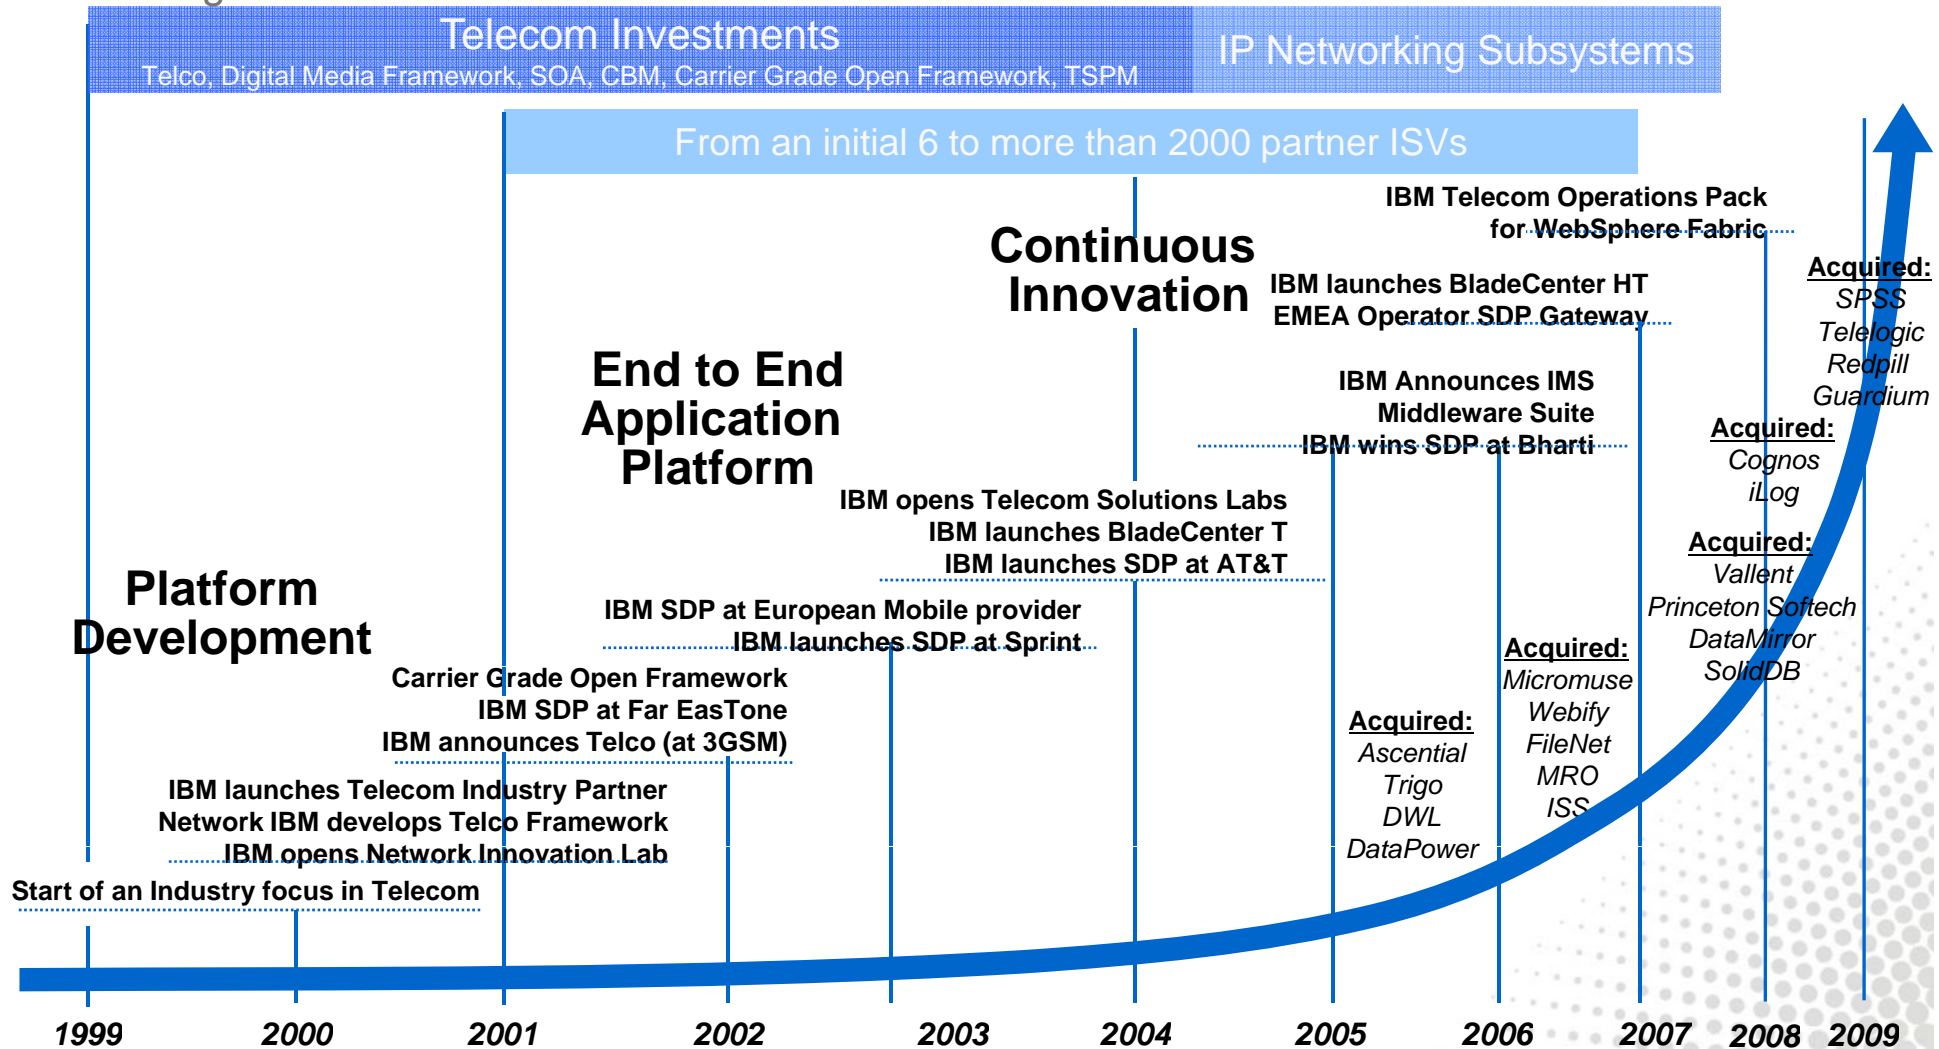 Telecom Investments
Telco, Digital Media Framework, SOA, CBM, Carrier Grade Open Framework, TSPM
IP Networking Subsystems
From an initial 6 to more than 2000 partner ISVs
IBM Telecom Operations Pack
for WebSphere Fabric
Continuous
Innovation
IBM launches BladeCenter HT
EMEA Operator SDP Gateway
Acquired:
SPSS
Telelogic
Redpill
Guardium
End to End
Application
Platform
IBM Announces IMS
Middleware Suite
IBM wins SDP at Bharti
Acquired:
Cognos
iLog
IBM opens Telecom Solutions Labs
IBM launches BladeCenter T
IBM launches SDP at AT&T
Acquired:
Vallent
Princeton Softech
DataMirror
SolidDB
Platform
Development
IBM SDP at European Mobile provider
IBM launches SDP at Sprint
Acquired:
Micromuse
Webify
FileNet
MRO
ISS
Carrier Grade Open Framework
IBM SDP at Far EasTone
IBM announces Telco (at 3GSM)
Acquired:
Ascential
Trigo
DWL
DataPower
IBM launches Telecom Industry Partner
Network IBM develops Telco Framework
IBM opens Network Innovation Lab
Start of an Industry focus in Telecom
1999 2000 2001 2002 2003 2004 2005 2006 2007 2008 2009